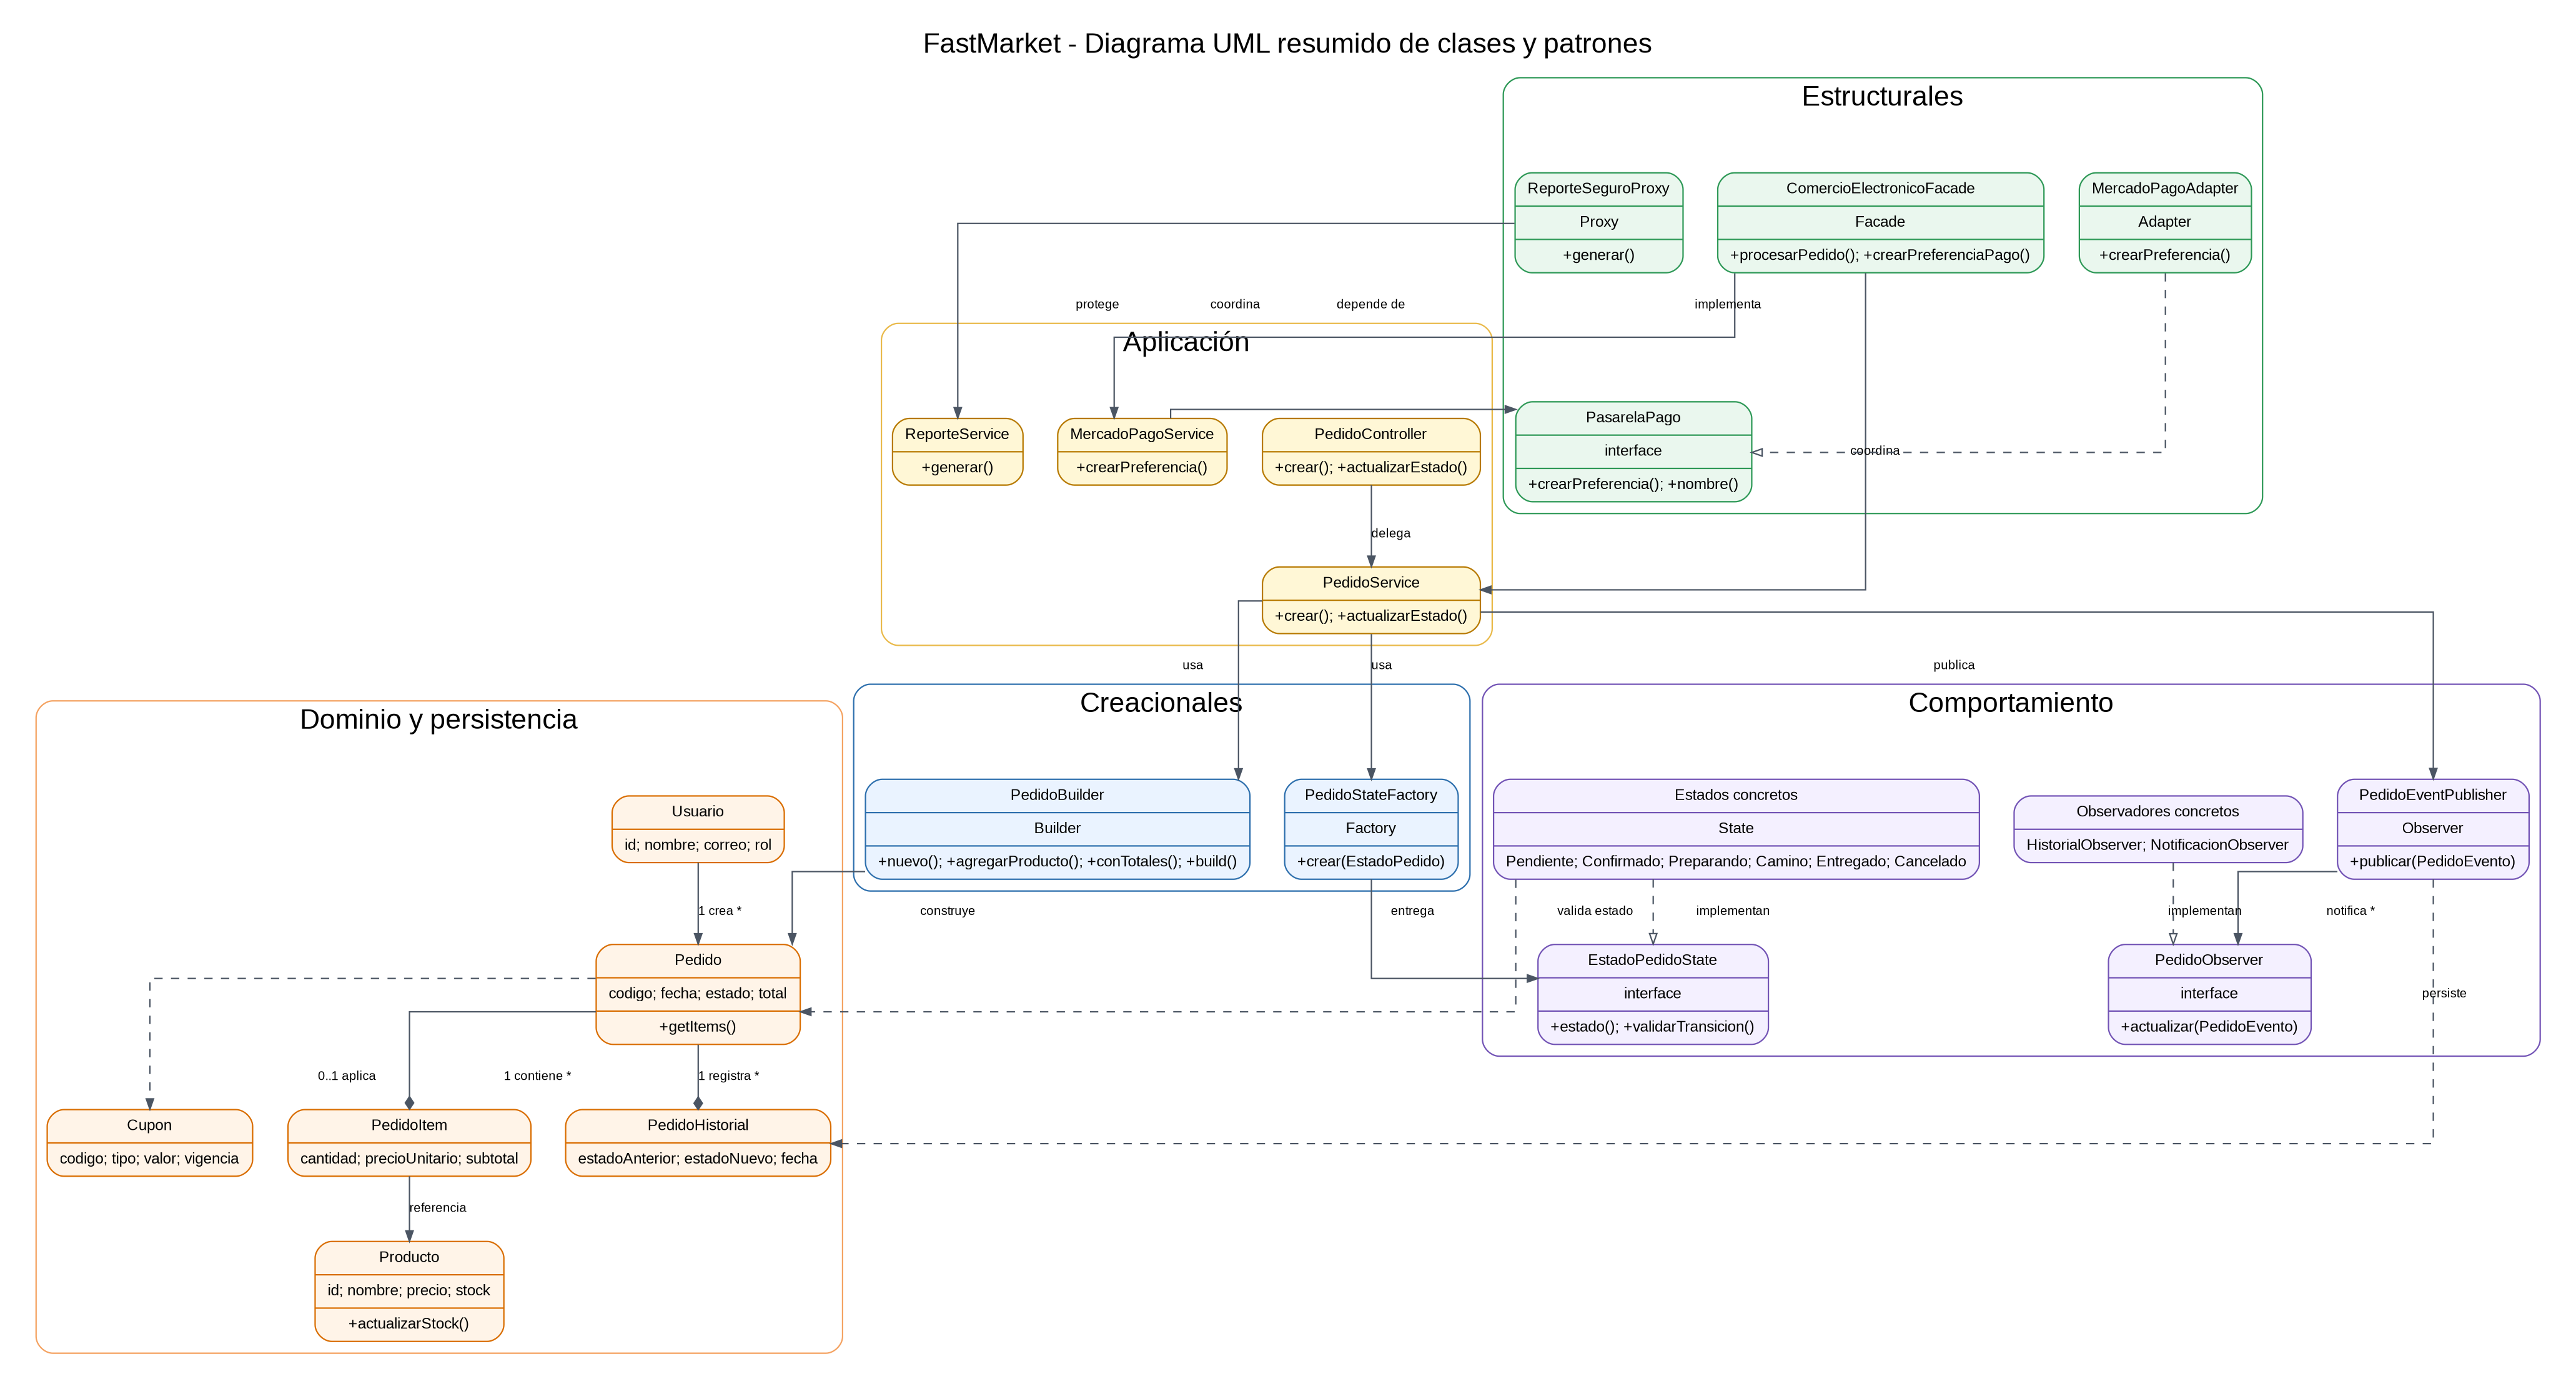 FastMarket - Diagrama UML resumido de clases y patrones
Estructurales
ReporteSeguroProxy
Proxy
+generar()
ComercioElectronicoFacade
Facade
+procesarPedido(); +crearPreferenciaPago()
MercadoPagoAdapter
Adapter
+crearPreferencia()
protege
coordina
depende de
implementa
Aplicación
ReporteService
+generar()
MercadoPagoService
+crearPreferencia()
PedidoController
+crear(); +actualizarEstado()
PasarelaPago
interface
+crearPreferencia(); +nombre()
coordina
delega
PedidoService
+crear(); +actualizarEstado()
usa
usa
publica
Dominio y persistencia
Creacionales
Comportamiento
Usuario
id; nombre; correo; rol
PedidoBuilder
Builder
+nuevo(); +agregarProducto(); +conTotales(); +build()
PedidoStateFactory
Factory
+crear(EstadoPedido)
Estados concretos
State
Pendiente; Confirmado; Preparando; Camino; Entregado; Cancelado
Observadores concretos
HistorialObserver; NotificacionObserver
PedidoEventPublisher
Observer
+publicar(PedidoEvento)
1 crea *
construye
entrega
valida estado
implementan
implementan
notifica *
Pedido
codigo; fecha; estado; total
+getItems()
EstadoPedidoState
interface
+estado(); +validarTransicion()
PedidoObserver
interface
+actualizar(PedidoEvento)
persiste
0..1 aplica
1 contiene *
1 registra *
Cupon
codigo; tipo; valor; vigencia
PedidoItem
cantidad; precioUnitario; subtotal
PedidoHistorial
estadoAnterior; estadoNuevo; fecha
referencia
Producto
id; nombre; precio; stock
+actualizarStock()